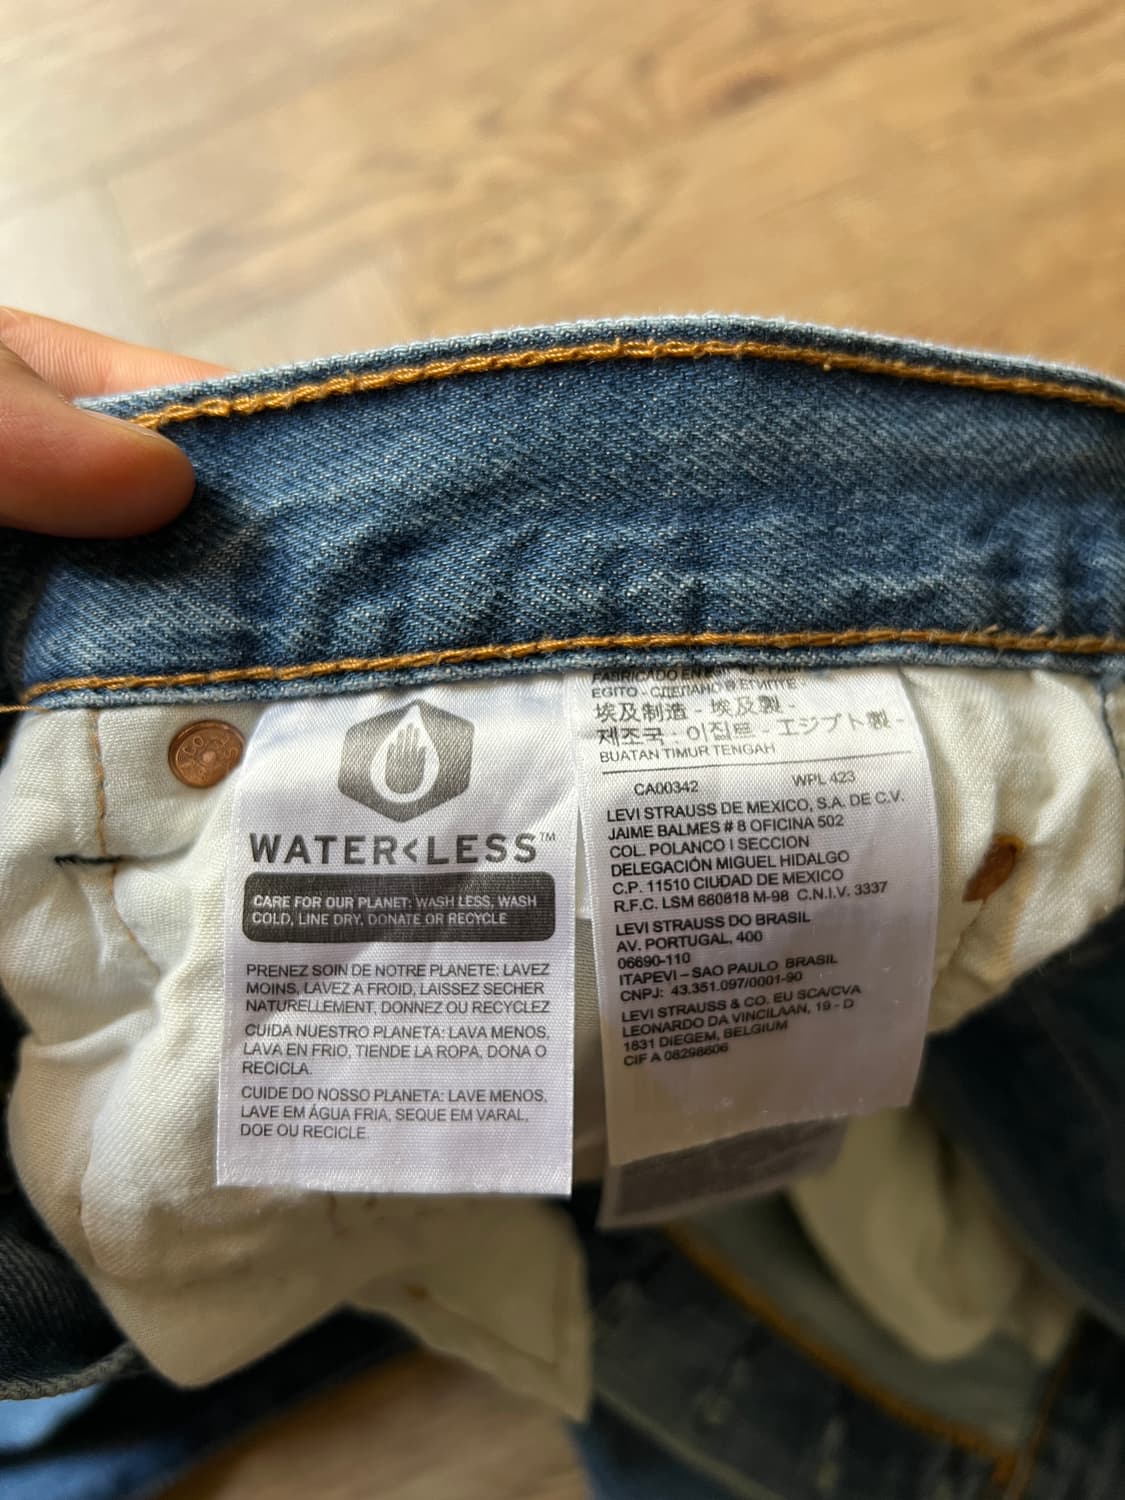 WATER<LESS™
CARE FOR OUR PLANET: WASH LESS, WASH
COLD, LINE DRY, DONATE OR RECYCLE
PRENEZ SOIN DE NOTRE PLANETE: LAVEZ
MOINS, LAVEZ A FROID, LAISSEZ SECHER
NATURELLEMENT, DONNEZ OU RECYCLEZ
CUIDA NUESTRO PLANETA: LAVA MENOS,
LAVA EN FRIO, TIENDE LA ROPA, DONA O
RECICLA.
CUIDE DO NOSSO PLANETA: LAVE MENOS,
LAVE EM ÁGUA FRIA, SEQUE EM VARAL,
DOE OU RECICLE.
FABRICADO EN
EGITO - СДЕЛАНО В ЕГИПТЕ -
埃及制造 - 埃及製 -
제조국 : 이집트 - エジプト製 -
BUATAN TIMUR TENGAH
CA00342 WPL 423
LEVI STRAUSS DE MEXICO, S.A. DE C.V.
JAIME BALMES # 8 OFICINA 502
COL. POLANCO I SECCION
DELEGACIÓN MIGUEL HIDALGO
C.P. 11510 CIUDAD DE MEXICO
R.F.C. LSM 660818 M-98 C.N.I.V. 3337
LEVI STRAUSS DO BRASIL
AV. PORTUGAL, 400
06690-110
ITAPEVI – SAO PAULO BRASIL
CNPJ: 43.351.097/0001-90
LEVI STRAUSS & CO. EU SCA/CVA
LEONARDO DA VINCILAAN, 19 - D
1831 DIEGEM, BELGIUM
CIF A 08298606